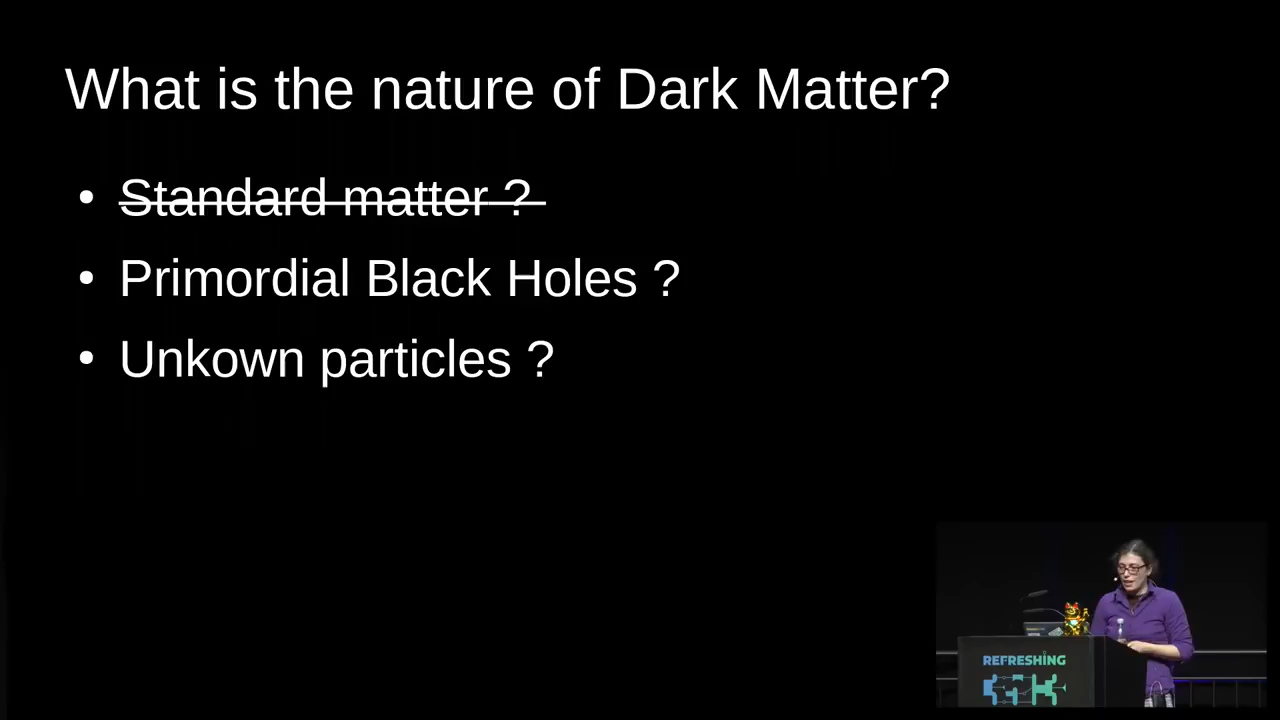 What is the nature of Dark Matter?
• Standard matter ?
• Primordial Black Holes ?
• Unkown particles ?
REFRESHING